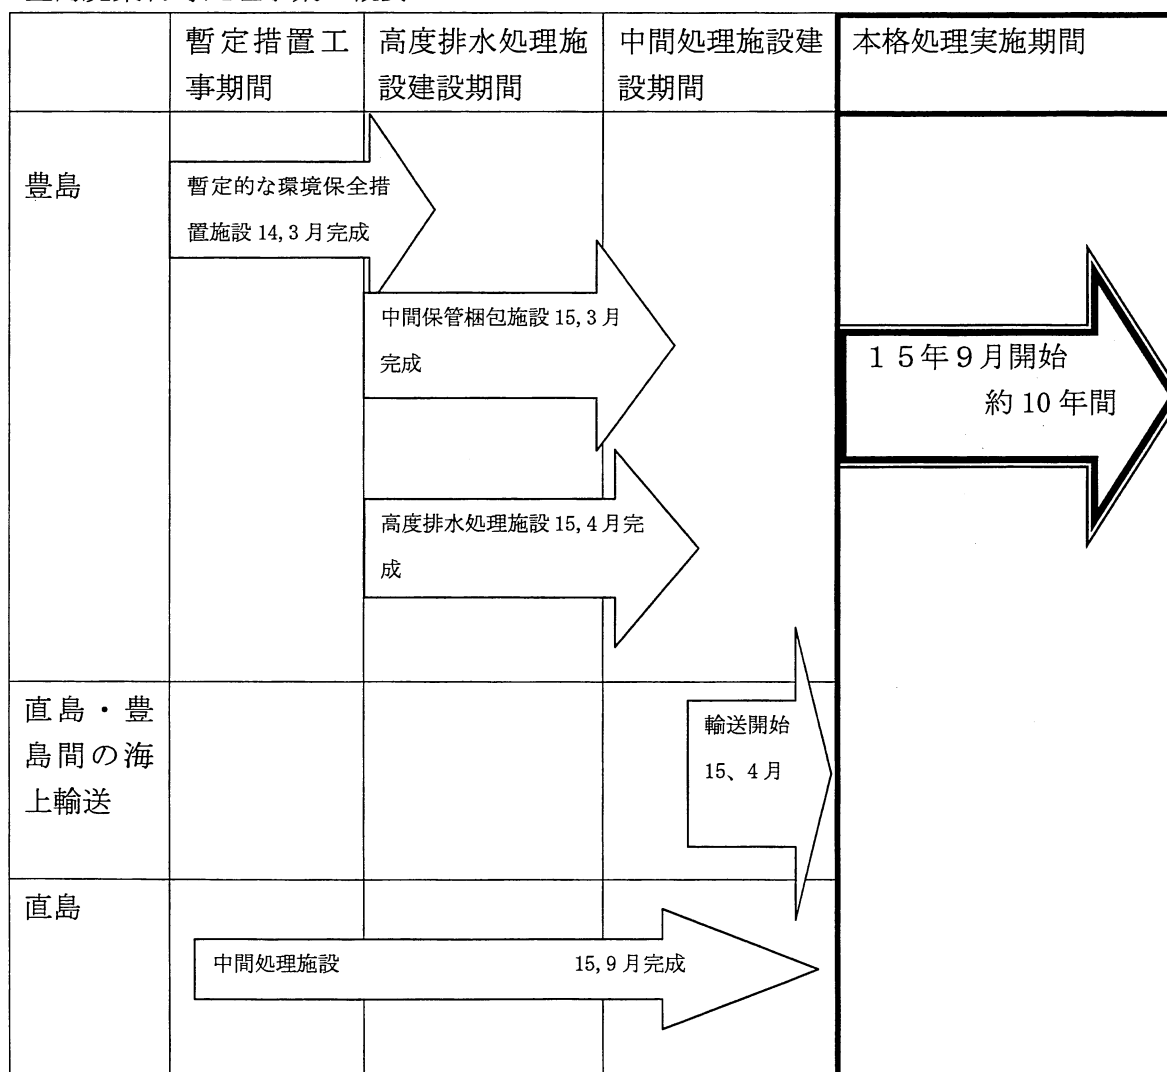 暫定措置工
事期間
高度排水処理施
設建設期間
中間処理施設建
設期間
本格処理実施期間
豊島
暫定的な環境保全措
置施設 14,3 月完成
中間保管梱包施設 15,3 月
完成
高度排水処理施設 15,4 月完
成
１５年９月開始
約 10 年間
直島・豊
島間の海
上輸送
輸送開始
15、4 月
直島
中間処理施設 15,9 月完成